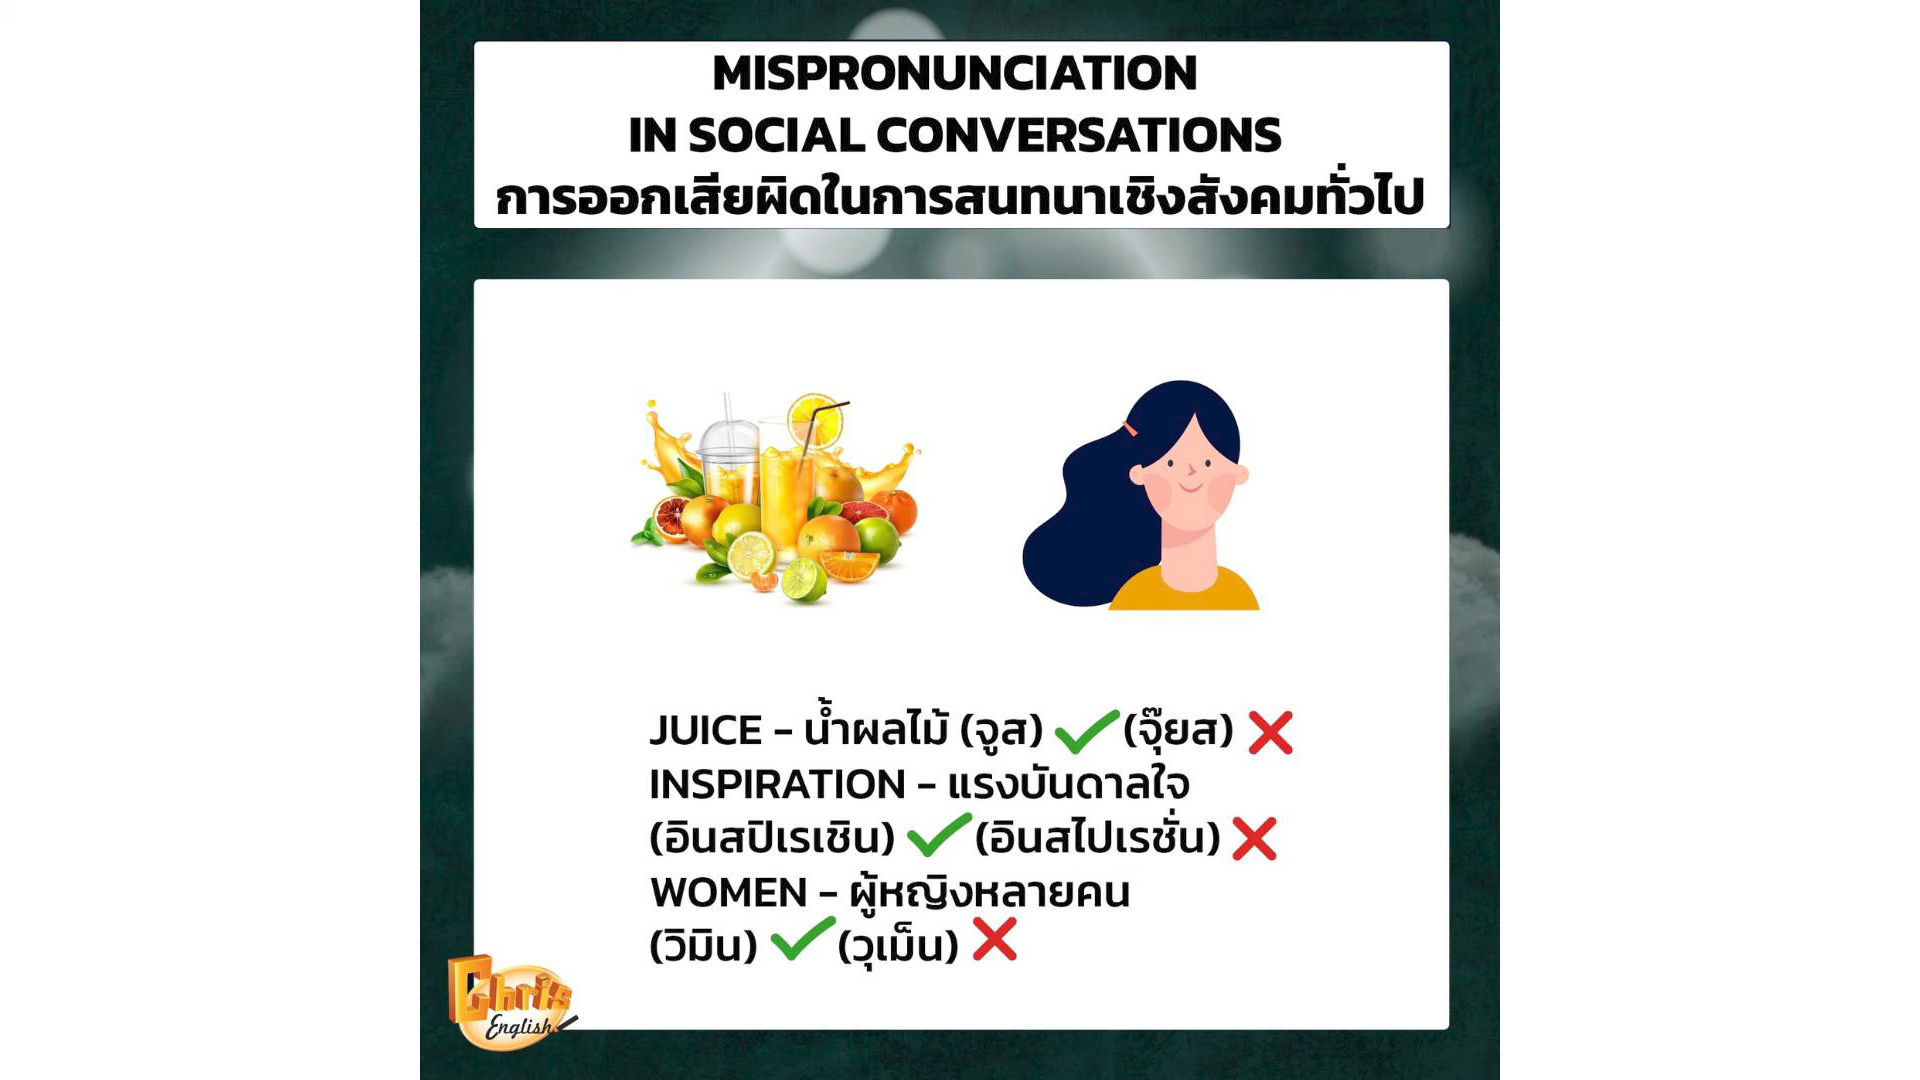 MISPRONUNCIATION
IN SOCIAL CONVERSATIONS
การออกเสียผิดในการสนทนาเชิงสังคมทั่วไป
JUICE – น้ำผลไม้ (จูส) (จุ๊ยส)
INSPIRATION – แรงบันดาลใจ
(อินสปิเรเชิน) (อินสไปเรชั่น)
WOMEN – ผู้หญิงหลายคน
(วิมิน) (วุเม็น)
Chris
English